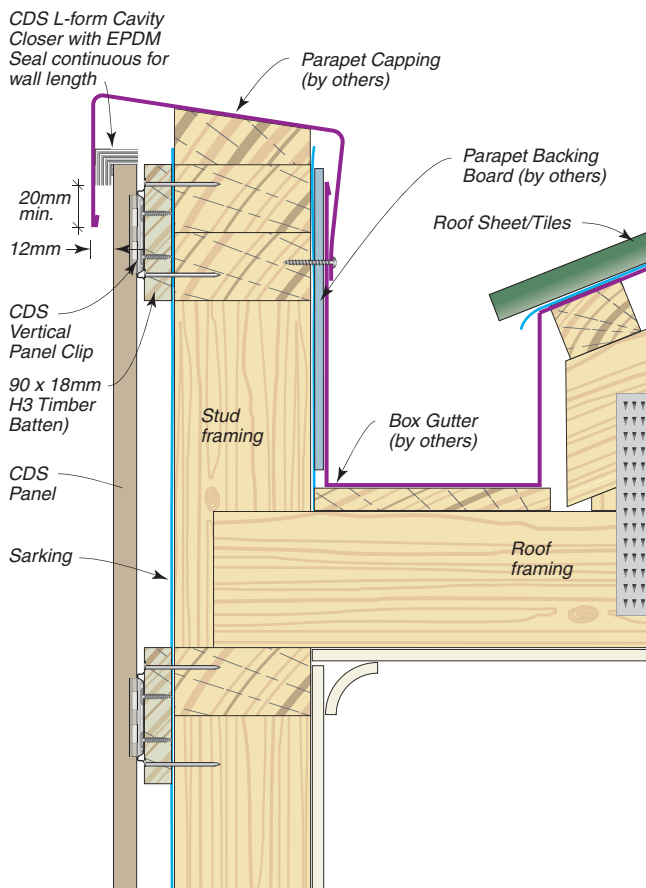 CDS L-form Cavity
Closer with EPDM
Seal continuous for
wall length
Parapet Capping
(by others)
Parapet Backing
Board (by others)
20mm
min.
Roof Sheet/Tiles
12mm
CDS
Vertical
Panel Clip
90 x 18mm
H3 Timber
Batten)
Stud
framing
Box Gutter
(by others)
CDS
Panel
Sarking
Roof
framing